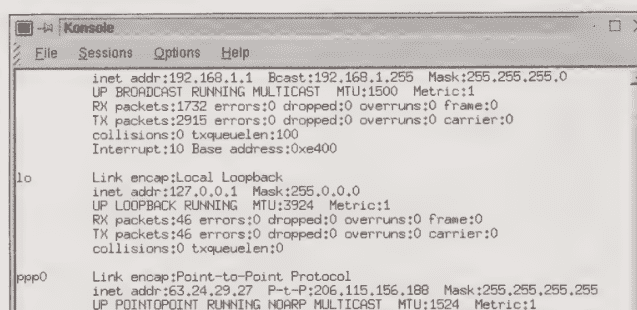 Konsole
File Sessions Options Help
inet addr:192.168.1.1 Bcast:192.168.1.255 Mask:255.255.255.0
UP BROADCAST RUNNING MULTICAST MTU:1500 Metric:1
RX packets:1732 errors:0 dropped:0 overruns:0 frame:0
TX packets:2915 errors:0 dropped:0 overruns:0 carrier:0
collisions:0 txqueuelen:100
Interrupt:10 Base address:0xe400
lo Link encap:Local Loopback
inet addr:127.0.0.1 Mask:255.0.0.0
UP LOOPBACK RUNNING MTU:3924 Metric:1
RX packets:46 errors:0 dropped:0 overruns:0 frame:0
TX packets:46 errors:0 dropped:0 overruns:0 carrier:0
collisions:0 txqueuelen:0
ppp0 Link encap:Point-to-Point Protocol
inet addr:63.24.29.27 P-t-P:206.115.156.188 Mask:255.255.255.255
UP POINTOPOINT RUNNING NOARP MULTICAST MTU:1524 Metric:1